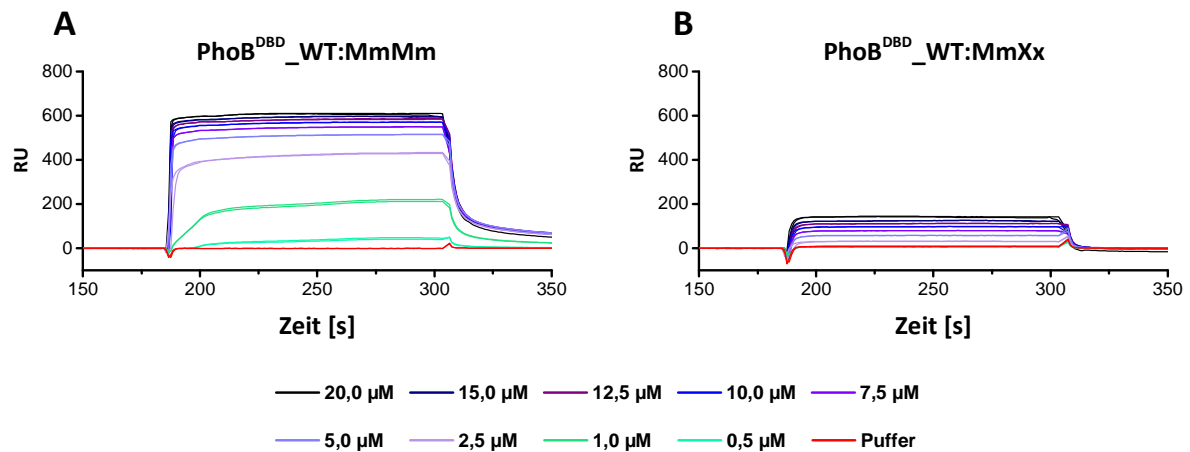 A
PhoB^DBD_WT:MmMm
800
600
400
200
0
RU
150 200 250 300 350
Zeit [s]
B
PhoB^DBD_WT:MmXx
800
600
400
200
0
RU
150 200 250 300 350
Zeit [s]
20,0 µM 15,0 µM 12,5 µM 10,0 µM 7,5 µM
5,0 µM 2,5 µM 1,0 µM 0,5 µM Puffer